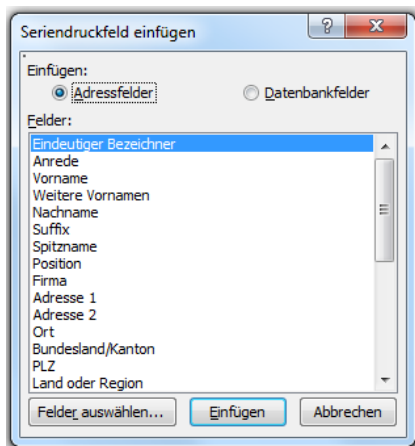 Seriendruckfeld einfügen
Einfügen:
Adressfelder Datenbankfelder
Felder:
Eindeutiger Bezeichner
Anrede
Vorname
Weitere Vornamen
Nachname
Suffix
Spitzname
Position
Firma
Adresse 1
Adresse 2
Ort
Bundesland/Kanton
PLZ
Land oder Region
Felder auswählen... Einfügen Abbrechen